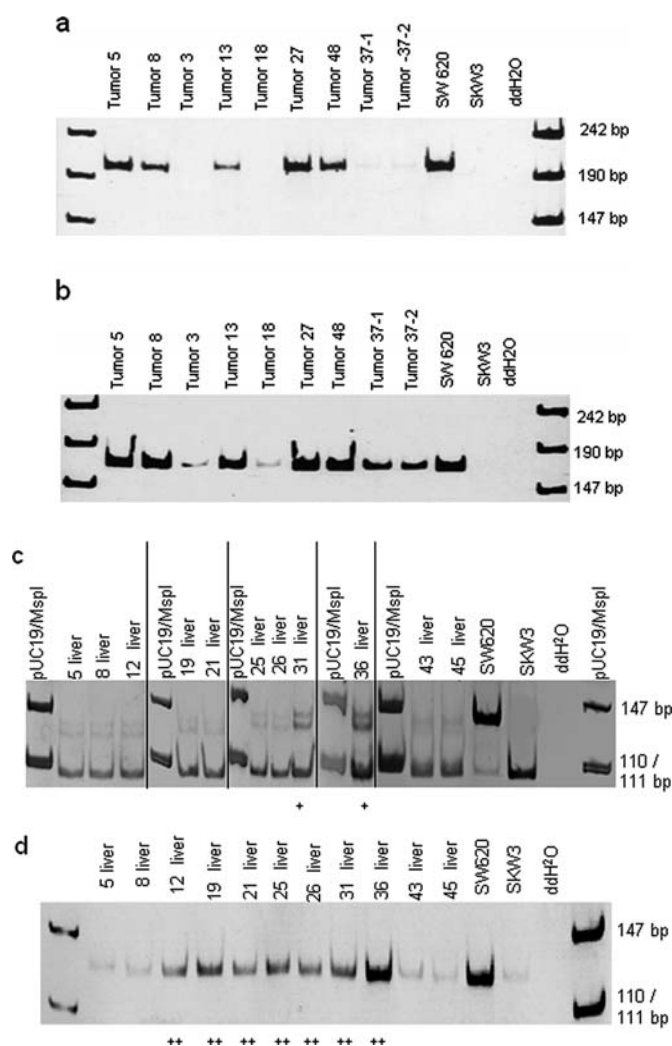 a
Tumor 5
Tumor 8
Tumor 3
Tumor 13
Tumor 18
Tumor 27
Tumor 48
Tumor 37-1
Tumor -37-2
SW 620
SKW3
ddH2O
242 bp
190 bp
147 bp
b
Tumor 5
Tumor 8
Tumor 3
Tumor 13
Tumor 18
Tumor 27
Tumor 48
Tumor 37-1
Tumor 37-2
SW 620
SKW3
ddH2O
242 bp
190 bp
147 bp
c
pUC19/MspI
5 liver
8 liver
12 liver
pUC19/MspI
19 liver
21 liver
pUC19/MspI
25 liver
26 liver
31 liver
pUC19/MspI
36 liver
pUC19/MspI
43 liver
45 liver
SW620
SKW3
ddH²O
pUC19/MspI
147 bp
110 /
111 bp
+ +
d
5 liver
8 liver
12 liver
19 liver
21 liver
25 liver
26 liver
31 liver
36 liver
43 liver
45 liver
SW620
SKW3
ddH²O
147 bp
110 /
111 bp
++ ++ ++ ++ ++ ++ ++